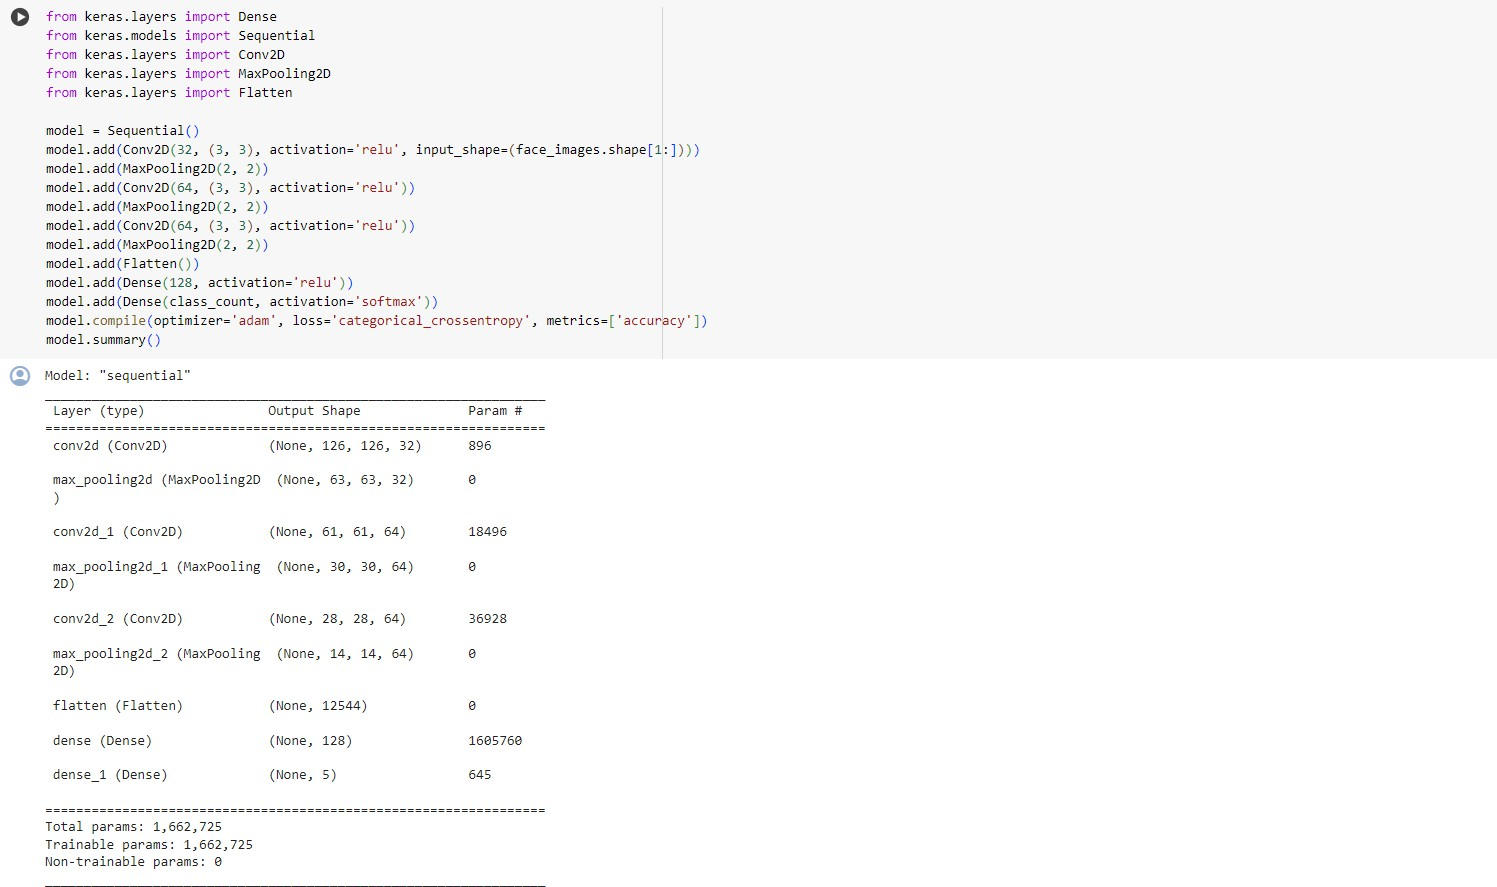 from keras.layers import Dense
from keras.models import Sequential
from keras.layers import Conv2D
from keras.layers import MaxPooling2D
from keras.layers import Flatten

model = Sequential()
model.add(Conv2D(32, (3, 3), activation='relu', input_shape=(face_images.shape[1:])))
model.add(MaxPooling2D(2, 2))
model.add(Conv2D(64, (3, 3), activation='relu'))
model.add(MaxPooling2D(2, 2))
model.add(Conv2D(64, (3, 3), activation='relu'))
model.add(MaxPooling2D(2, 2))
model.add(Flatten())
model.add(Dense(128, activation='relu'))
model.add(Dense(class_count, activation='softmax'))
model.compile(optimizer='adam', loss='categorical_crossentropy', metrics=['accuracy'])
model.summary()
Model: "sequential"
_________________________________________________________________
Layer (type) Output Shape Param #
=================================================================
conv2d (Conv2D) (None, 126, 126, 32) 896
max_pooling2d (MaxPooling2D (None, 63, 63, 32) 0
)
conv2d_1 (Conv2D) (None, 61, 61, 64) 18496
max_pooling2d_1 (MaxPooling (None, 30, 30, 64) 0
2D)
conv2d_2 (Conv2D) (None, 28, 28, 64) 36928
max_pooling2d_2 (MaxPooling (None, 14, 14, 64) 0
2D)
flatten (Flatten) (None, 12544) 0
dense (Dense) (None, 128) 1605760
dense_1 (Dense) (None, 5) 645
=================================================================
Total params: 1,662,725
Trainable params: 1,662,725
Non-trainable params: 0
_________________________________________________________________